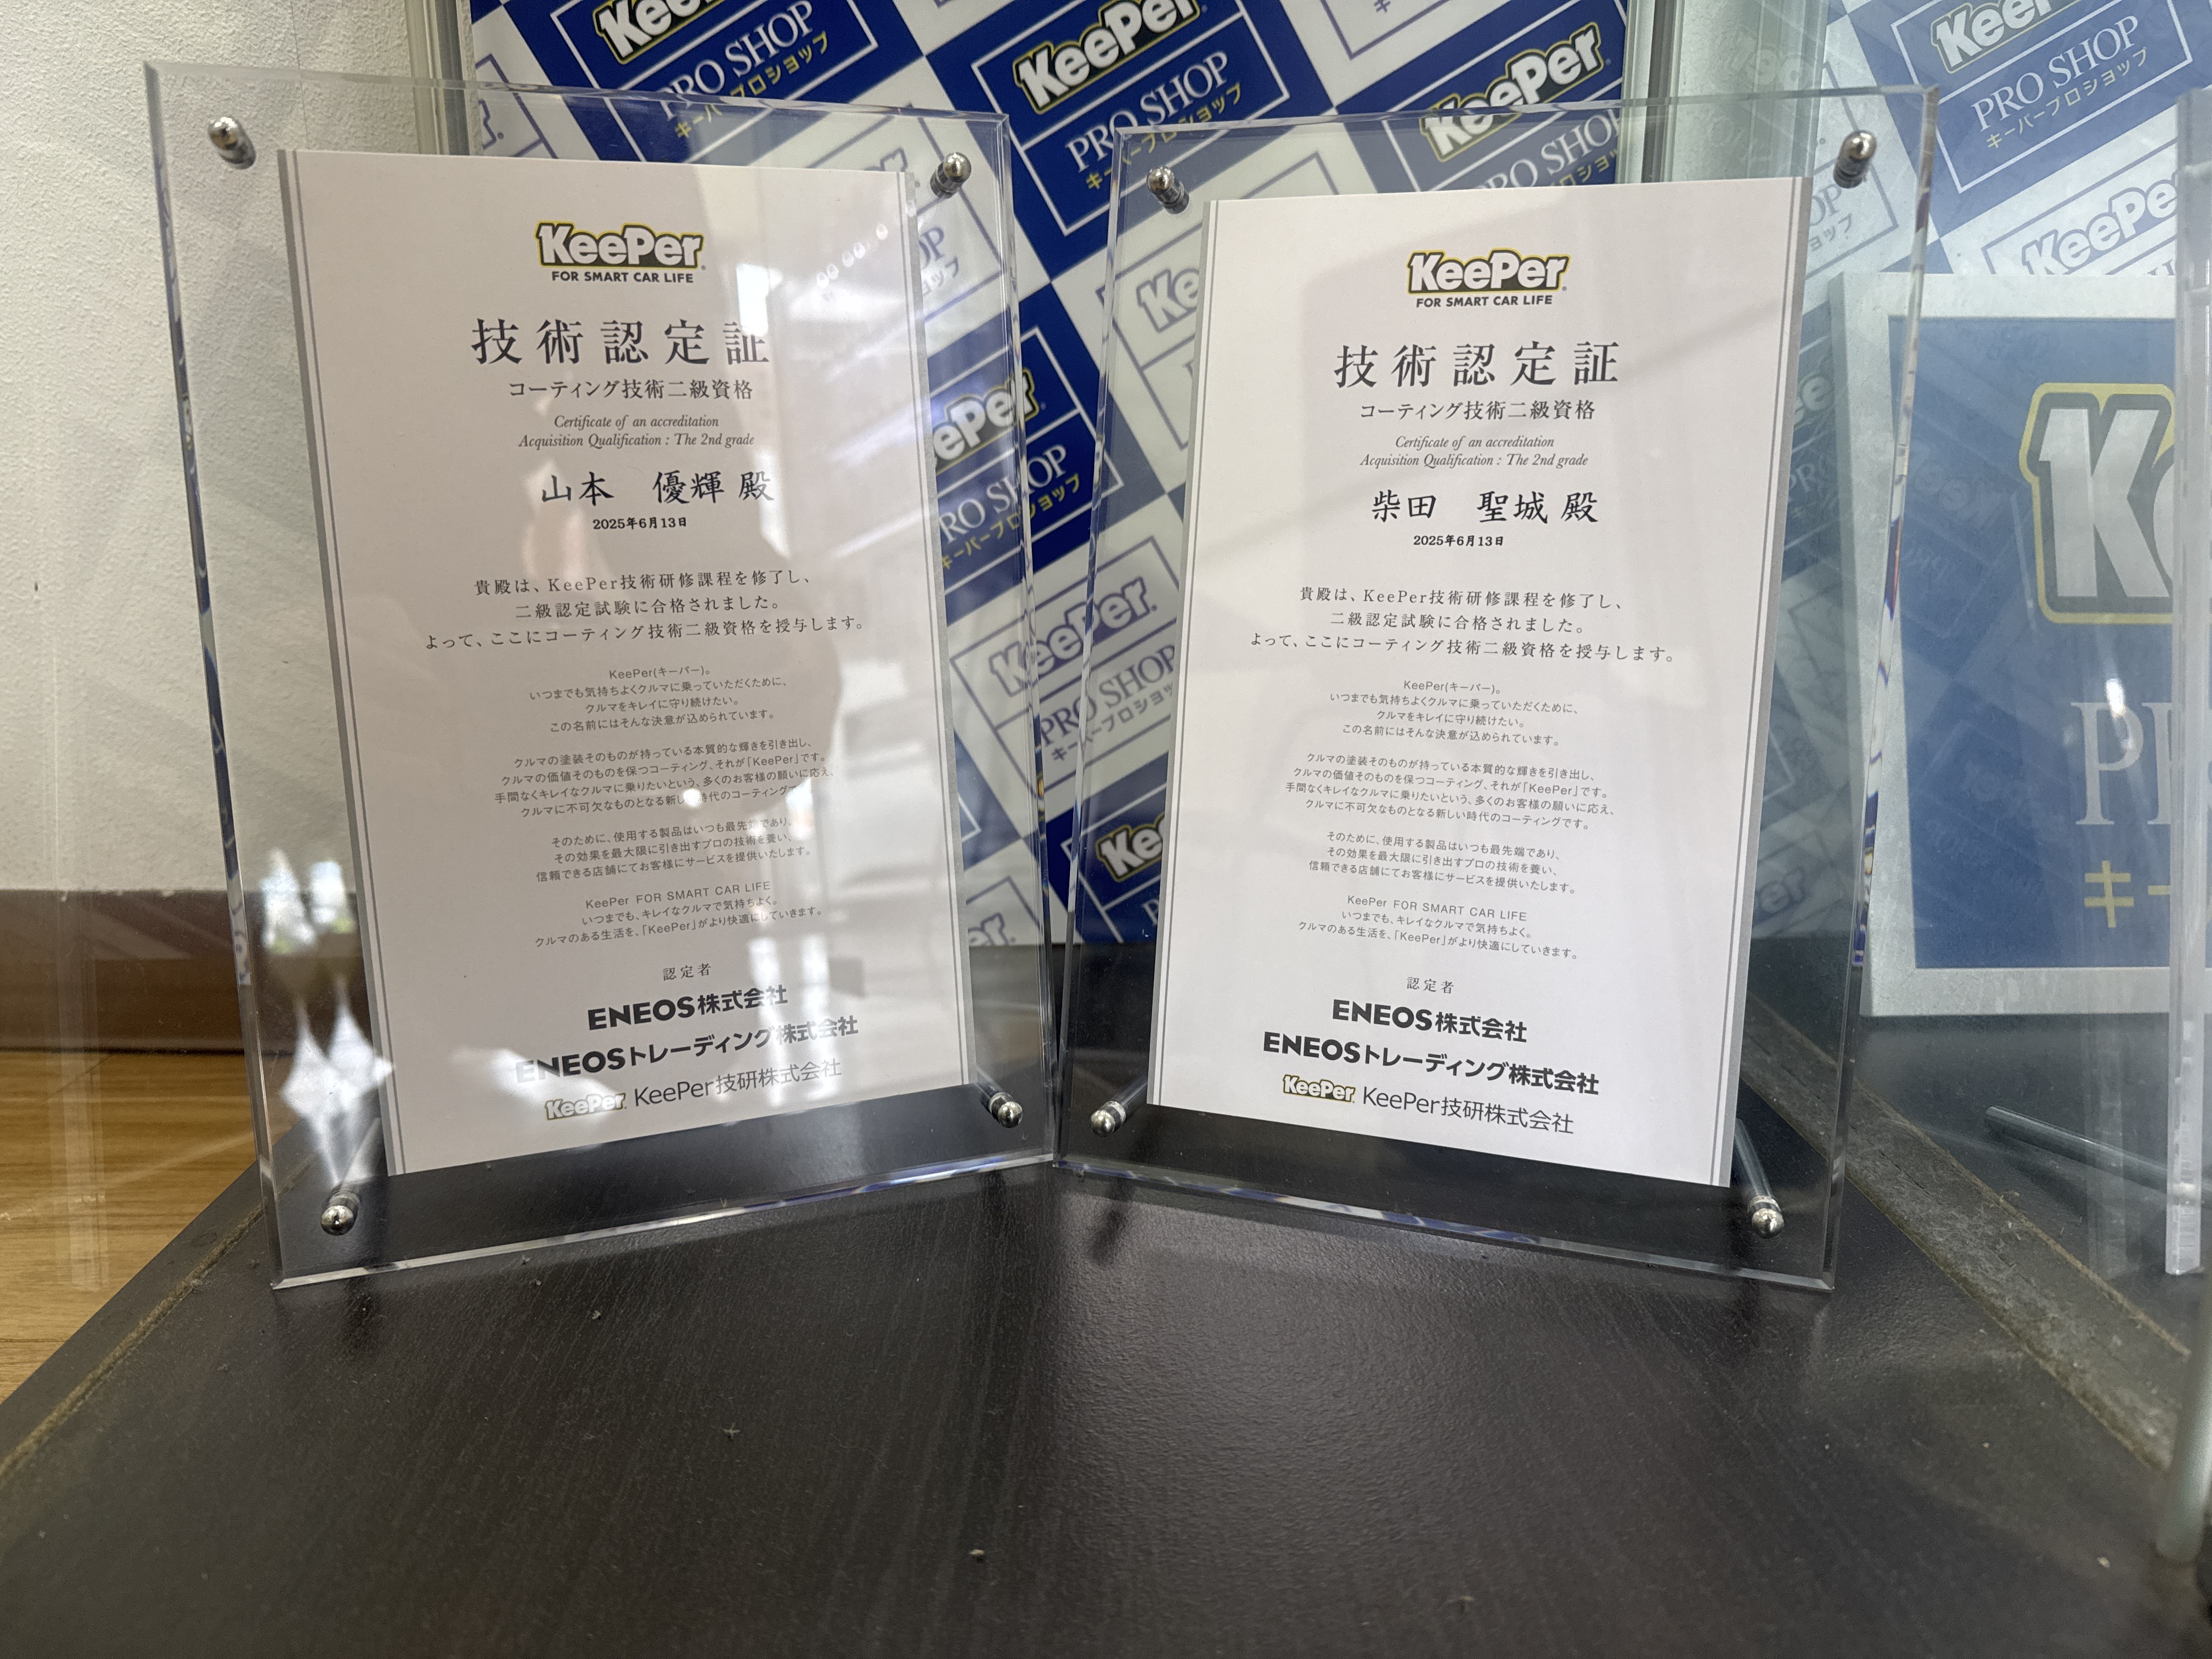 KeePer
FOR SMART CAR LIFE
技術認定証
コーティング技術二級資格
Certificate of an accreditation
Acquisition Qualification : The 2nd grade
山本 優輝 殿
2025年6月13日
貴殿は、KeePer技術研修課程を修了し、
二級認定試験に合格されました。
よって、ここにコーティング技術二級資格を授与します。
KeePer(キーパー)。
いつまでも気持ちよくクルマに乗っていただくために、
クルマをキレイに守り続けたい。
この名前にはそんな決意が込められています。
クルマの塗装そのものが持っている本質的な輝きを引き出し、
クルマの価値そのものを保つコーティング、それが「KeePer」です。
手間なくキレイなクルマに乗りたいという、多くのお客様の願いに応え、
クルマに不可欠なものとなる新しい時代のコーティングで
そのために、使用する製品はいつも最先端であり、
その効果を最大限に引き出すプロの技術を養い、
信頼できる店舗にてお客様にサービスを提供いたします。
KeePer FOR SMART CAR LIFE
いつまでも、キレイなクルマで気持ちよく。
クルマのある生活を、「KeePer」がより快適にしていきます。
認定者
ENEOS株式会社
ENEOSトレーディング株式会社
KeePer KeePer技研株式会社
KeePer
FOR SMART CAR LIFE
技術認定証
コーティング技術二級資格
Certificate of an accreditation
Acquisition Qualification : The 2nd grade
柴田 聖城 殿
2025年6月13日
貴殿は、KeePer技術研修課程を修了し、
二級認定試験に合格されました。
よって、ここにコーティング技術二級資格を授与します。
KeePer(キーパー)。
いつまでも気持ちよくクルマに乗っていただくために、
クルマをキレイに守り続けたい。
この名前にはそんな決意が込められています。
クルマの塗装そのものが持っている本質的な輝きを引き出し、
クルマの価値そのものを保つコーティング、それが「KeePer」です。
手間なくキレイなクルマに乗りたいという、多くのお客様の願いに応え、
クルマに不可欠なものとなる新しい時代のコーティングです。
そのために、使用する製品はいつも最先端であり、
その効果を最大限に引き出すプロの技術を養い、
信頼できる店舗にてお客様にサービスを提供いたします。
KeePer FOR SMART CAR LIFE
いつまでも、キレイなクルマで気持ちよく。
クルマのある生活を、「KeePer」がより快適にしていきます。
認定者
ENEOS株式会社
ENEOSトレーディング株式会社
KeePer KeePer技研株式会社
KeePer
PRO SHOP
キーパープロショップ
KeePer
PRO SHOP
キーパープロショップ
KeePer
PRO SHOP
KeePer
PRO SHOP
キーパープロショップ
KeePer
PRO SHOP
キーパープロショップ
KeePer